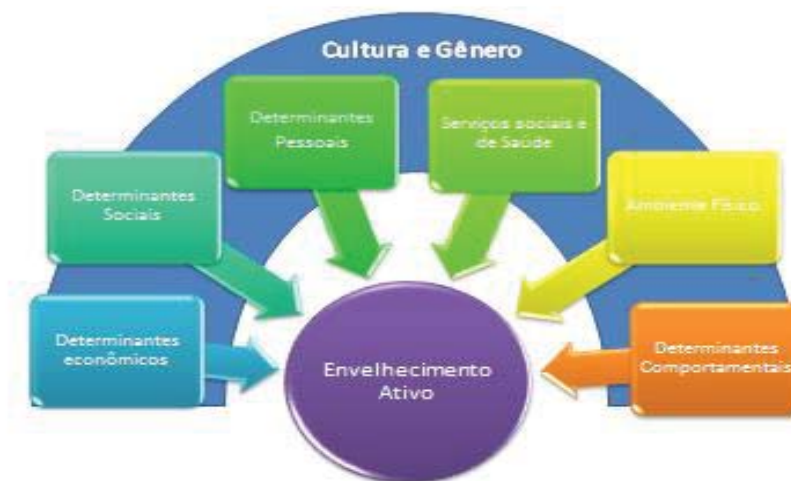 Cultura e Gênero
Determinantes
Pessoais
Serviços sociais e
de Saúde
Determinantes
Sociais
Ambiente Físico
Determinantes
econômicos
Envelhecimento
Ativo
Determinantes
Comportamentais